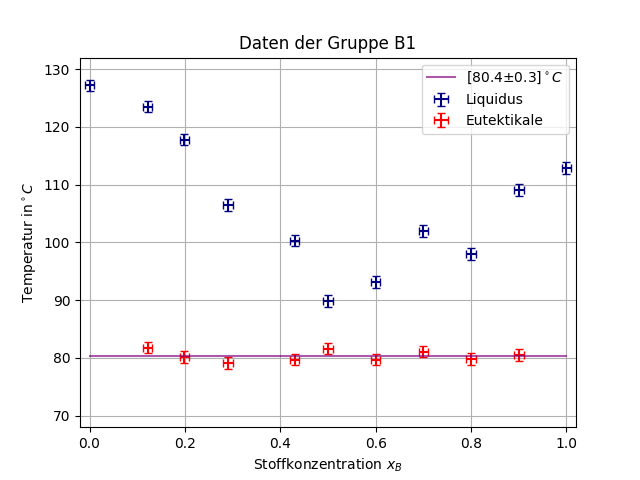 Daten der Gruppe B1
[80.4±0.3]°C
Liquidus
Eutektikale
Temperatur in°C
130
120
110
100
90
80
70
0.0 0.2 0.4 0.6 0.8 1.0
Stoffkonzentration x_B